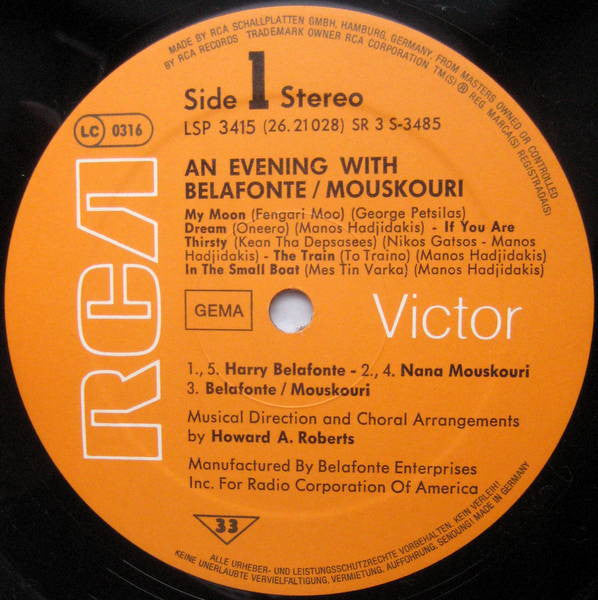 MADE BY RCA SCHALLPLATTEN GMBH, HAMBURG, GERMANY FROM MASTERS OWNED OR CONTROLLED
BY RCA RECORDS TRADEMARK OWNER RCA CORPORATION TM(S) ® REG. MARCA(S) REGISTRADA(S)
Side 1 Stereo
LSP 3415 (26.21028) SR 3 S-3485
LC 0316
AN EVENING WITH
BELAFONTE / MOUSKOURI
My Moon (Fengari Moo) (George Petsilas)
Dream (Oneero) (Manos Hadjidakis) - If You Are
Thirsty (Kean Tha Depsasees) (Nikos Gatsos - Manos
Hadjidakis) - The Train (To Traino) (Manos Hadjidakis)
In The Small Boat (Mes Tin Varka) (Manos Hadjidakis)
RCA
GEMA
Victor
1., 5. Harry Belafonte - 2., 4. Nana Mouskouri
3. Belafonte / Mouskouri
Musical Direction and Choral Arrangements
by Howard A. Roberts
Manufactured By Belafonte Enterprises
Inc. For Radio Corporation Of America
33
ALLE URHEBER- UND LEISTUNGSSCHUTZRECHTE VORBEHALTEN. KEIN VERLEIH!
KEINE UNERLAUBTE VERVIELFÄLTIGUNG, VERMIETUNG, AUFFÜHRUNG, SENDUNG! MADE IN GERMANY